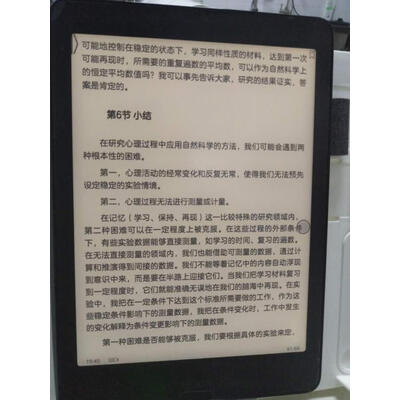 可能地控制在稳定的状态下，学习同样性质的材料，达到第一次
可能再现时，所需要的重复遍数的平均数，可以作为自然科学上
的恒定平均数值吗？我可以事先告诉大家，研究的结果证实，答
案是肯定的。
第6节 小结
在研究心理过程中应用自然科学的方法，我们可能会遇到两
种根本性的困难。
第一，心理活动的经常变化和反复无常，使得我们无法预先
设定稳定的实验情境。
第二，心理过程无法进行测量或计量。
在记忆（学习、保持、再现）这一比较特殊的研究领域内，
第二种困难可以在一定程度上被克服。在这些过程的外部条件
下，有些实验数据能够直接测量，如学习的时间、复习的遍数。
在无法直接测量的领域内，我们也能借助可测量的数据，通过计
算和推演得到间接的数据。我们不能等着记忆中的内容自动浮现
到意识中来，而是要在半路上迎接它们。当我们把学习材料复习
到一定程度时，它们就能准确无误地在我们的脑海中再现。在实
验中，我把在一定条件下达到这个标准所需要做的工作，作为这
些稳定条件影响下的测量数据。我把在条件变化时，工作中发生
的变化解释为条件变更影响下的测量数据。
第一种困难是否能够被克服，我们要根据具体的实验来定，